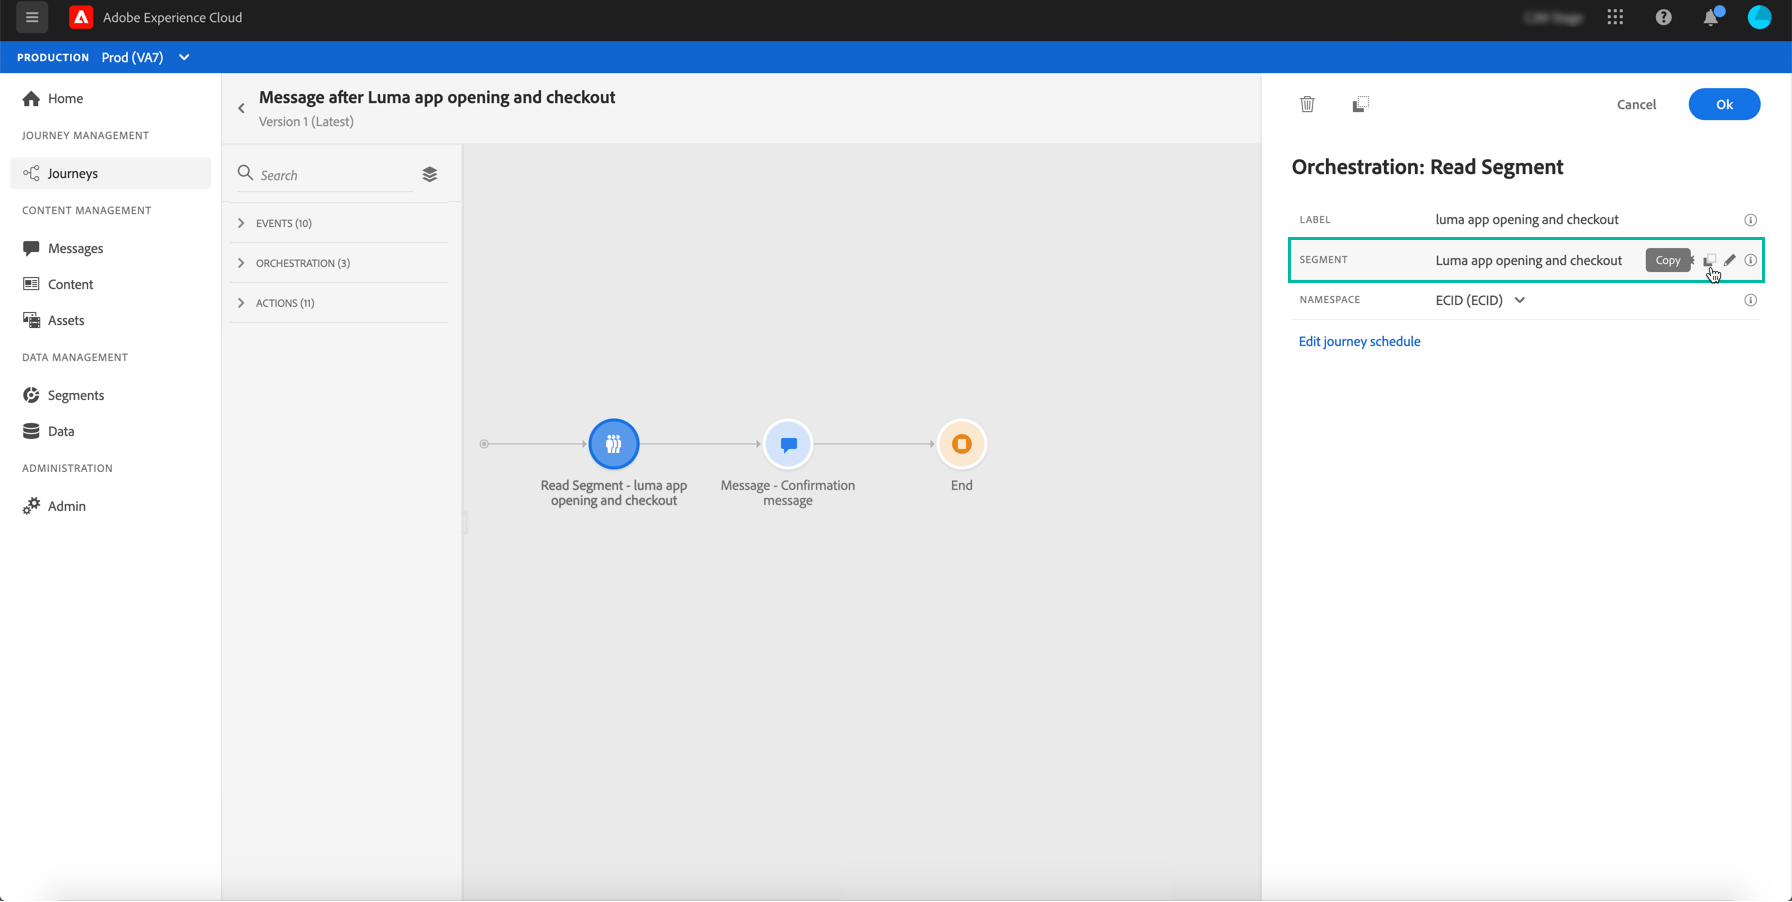 Adobe Experience Cloud
PRODUCTION Prod (VA7)
Home
JOURNEY MANAGEMENT
Journeys
CONTENT MANAGEMENT
Messages
Content
Assets
DATA MANAGEMENT
Segments
Data
ADMINISTRATION
Admin
Message after Luma app opening and checkout
Version 1 (Latest)
Search
EVENTS (10)
ORCHESTRATION (3)
ACTIONS (11)
Read Segment - luma app
opening and checkout
Message - Confirmation
message
End
Cancel Ok
Orchestration: Read Segment
LABEL luma app opening and checkout
SEGMENT Luma app opening and checkout Copy
NAMESPACE ECID (ECID)
Edit journey schedule